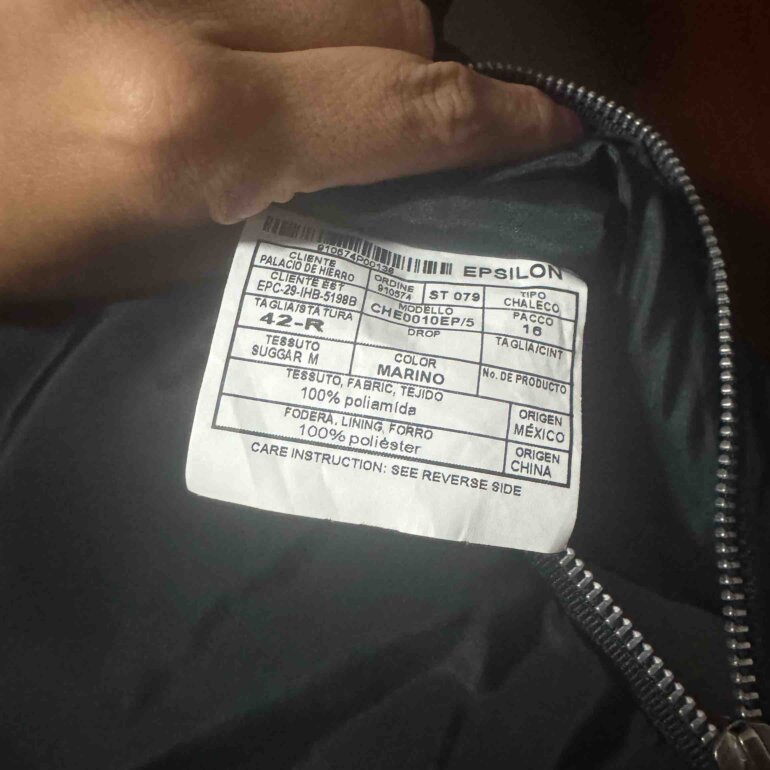 910574P00138
EPSILON
CLIENTE
PALACIO DE HIERRO
ORDINE
910574
ST 079
TIPO
CHALECO
CLIENTE EST
EPC-29-IHB-5198B
MODELLO
CHE0010EP/5
PACCO
16
TAGLIA/STATURA
42-R
DROP
TAGLIA/CINT
TESSUTO
SUGGAR M
COLOR
MARINO
No. DE PRODUCTO
TESSUTO, FABRIC, TEJIDO
100% poliamida
ORIGEN
MÉXICO
FODERA, LINING, FORRO
100% poliéster
ORIGEN
CHINA
CARE INSTRUCTION: SEE REVERSE SIDE